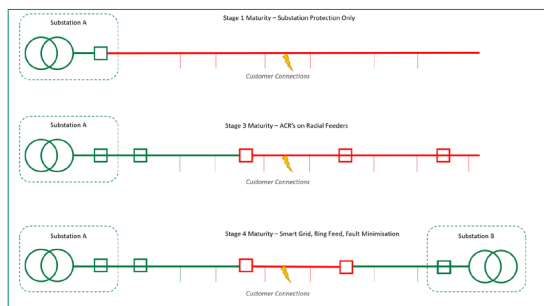 Stage 1 Maturity – Substation Protection Only
Substation A
Customer Connections
Stage 3 Maturity – ACR's on Radial Feeders
Substation A
Customer Connections
Stage 4 Maturity – Smart Grid, Ring Feed, Fault Minimisation
Substation A
Substation B
Customer Connections